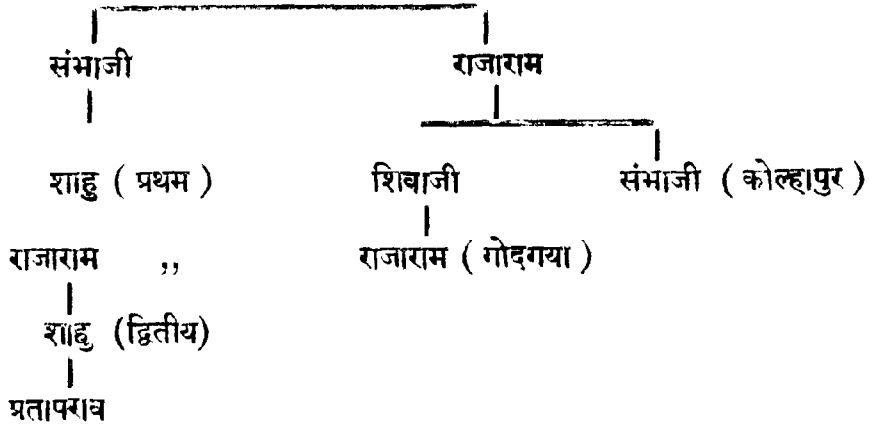 संभाजी राजाराम
शाहु ( प्रथम ) शिवाजी संभाजी ( कोल्हापुर )
राजाराम ,, राजाराम ( गोदगया )
शाहु (द्वितीय)
प्रतापराव